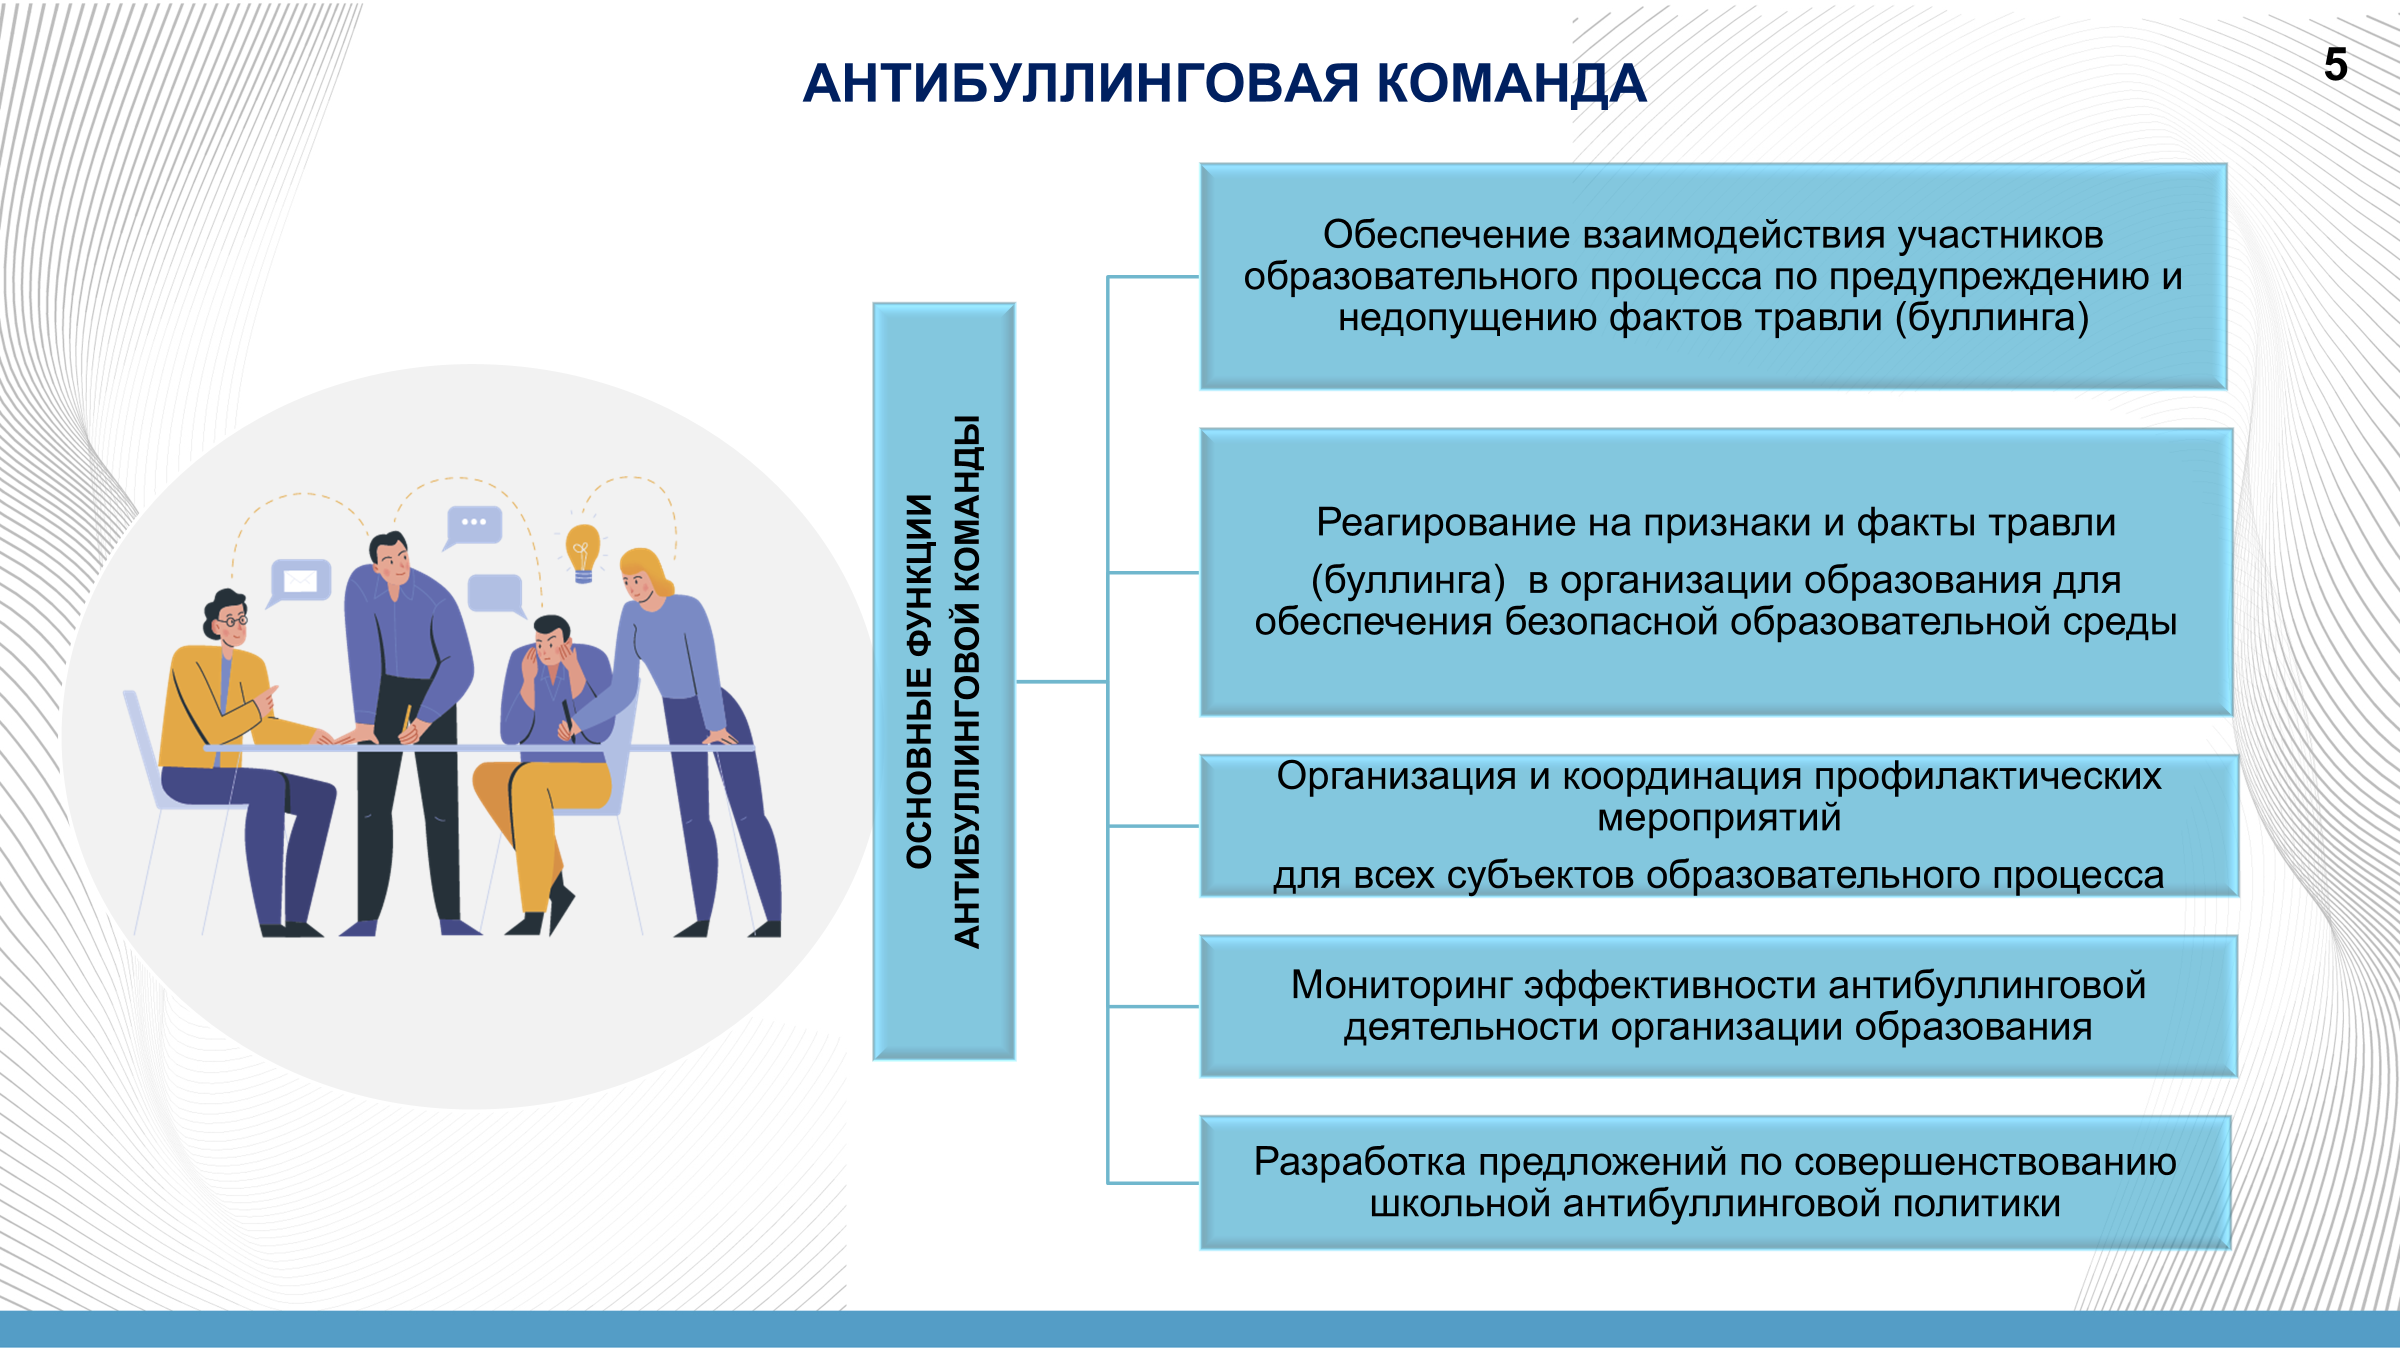 АНТИБУЛЛИНГОВАЯ КОМАНДА
5
ОСНОВНЫЕ ФУНКЦИИ
АНТИБУЛЛИНГОВОЙ КОМАНДЫ
Обеспечение взаимодействия участников
образовательного процесса по предупреждению и
недопущению фактов травли (буллинга)
Реагирование на признаки и факты травли
(буллинга)  в организации образования для
обеспечения безопасной образовательной среды
Организация и координация профилактических
мероприятий
для всех субъектов образовательного процесса
Мониторинг эффективности антибуллинговой
деятельности организации образования
Разработка предложений по совершенствованию
школьной антибуллинговой политики